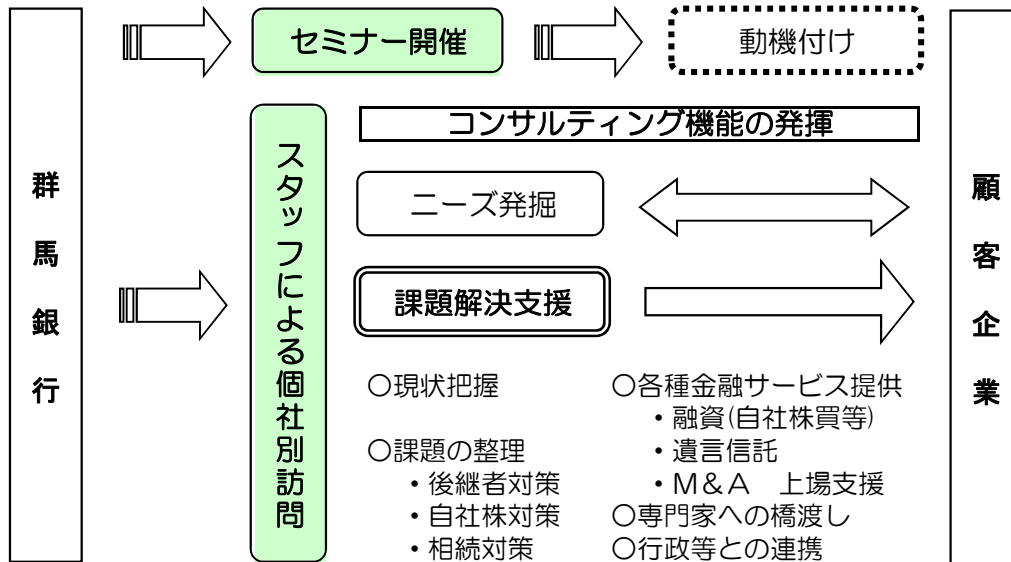 群馬銀行
セミナー開催
動機付け
スタッフによる個社別訪問
コンサルティング機能の発揮
ニーズ発掘
課題解決支援
〇現状把握
〇課題の整理
・後継者対策
・自社株対策
・相続対策
〇各種金融サービス提供
・融資(自社株買等)
・遺言信託
・M&A　上場支援
〇専門家への橋渡し
〇行政等との連携
顧客企業